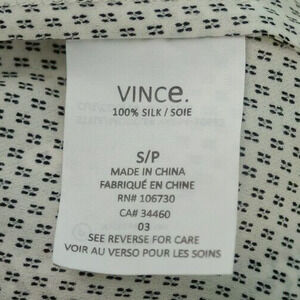 VINCe.
100% SILK / SOIE
S/P
MADE IN CHINA
FABRIQUÉ EN CHINE
RN# 106730
CA# 34460
03
SEE REVERSE FOR CARE
VOIR AU VERSO POUR LES SOINS